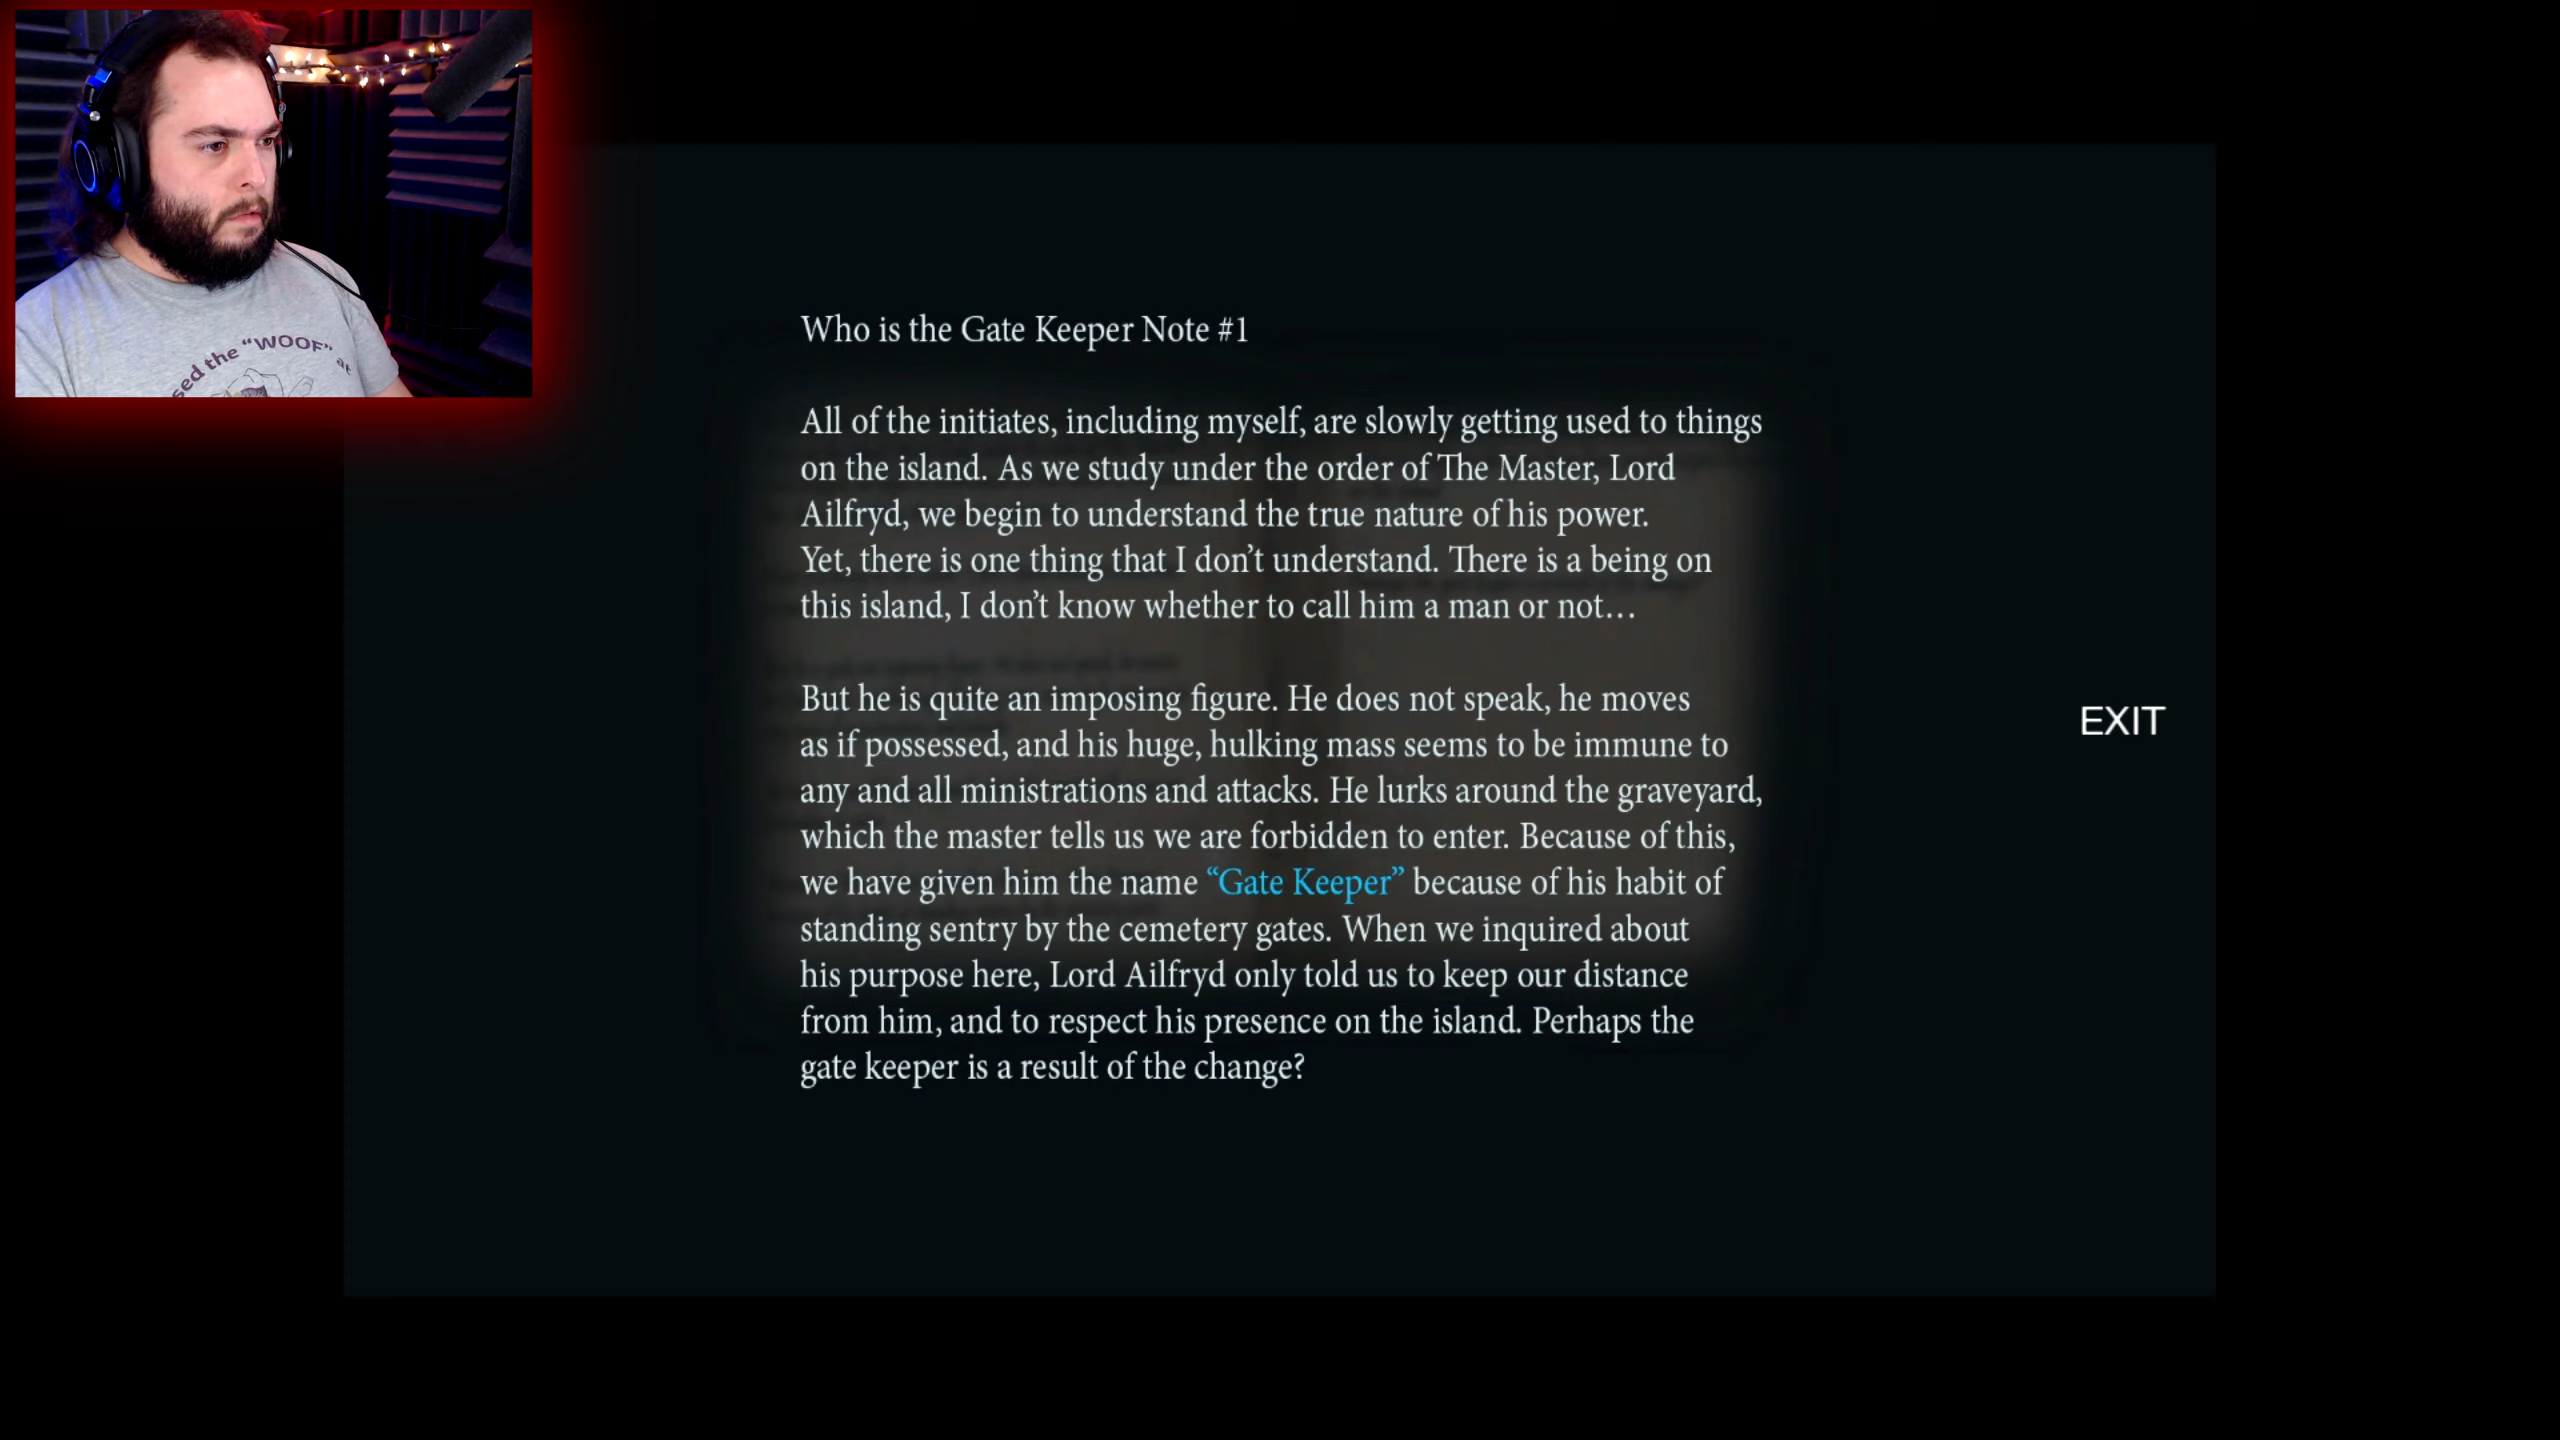 sed the “WOOF”
Who is the Gate Keeper Note #1
All of the initiates, including myself, are slowly getting used to things
on the island. As we study under the order of The Master, Lord
Ailfryd, we begin to understand the true nature of his power.
Yet, there is one thing that I don’t understand. There is a being on
this island, I don’t know whether to call him a man or not…
But he is quite an imposing figure. He does not speak, he moves
as if possessed, and his huge, hulking mass seems to be immune to
any and all ministrations and attacks. He lurks around the graveyard,
which the master tells us we are forbidden to enter. Because of this,
we have given him the name “Gate Keeper” because of his habit of
standing sentry by the cemetery gates. When we inquired about
his purpose here, Lord Ailfryd only told us to keep our distance
from him, and to respect his presence on the island. Perhaps the
gate keeper is a result of the change?
EXIT